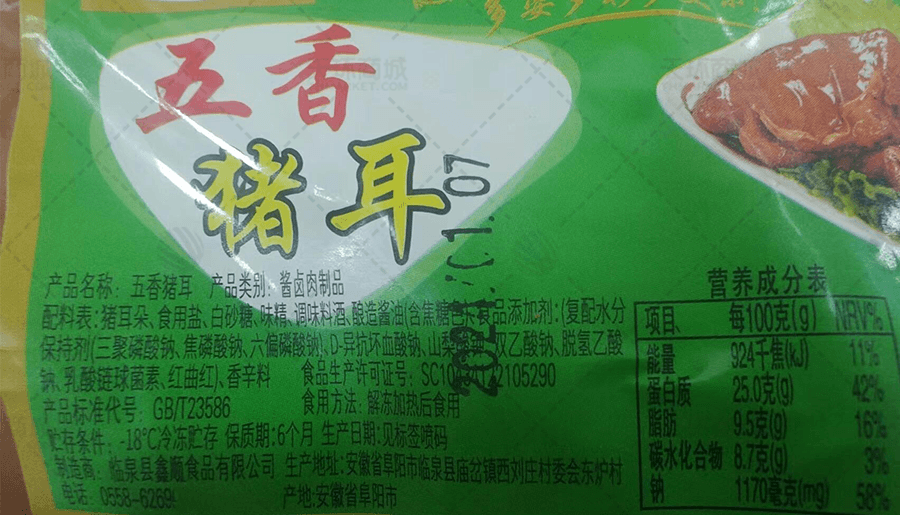 五香
猪耳
产品名称: 五香猪耳 产品类别: 酱卤肉制品
配料表:猪耳朵、食用盐、白砂糖、味精、调味料酒、酿造酱油(含焦糖色)、食品添加剂:(复配水分
保持剂(三聚磷酸钠、焦磷酸钠、六偏磷酸钠)、D-异抗坏血酸钠、山梨酸钾、双乙酸钠、脱氢乙酸
钠、乳酸链球菌素、红曲红)、香辛料 食品生产许可证号: 2105290
产品标准代号: GB/T23586 食用方法: 解冻加热后食用
贮存条件: -18℃冷冻贮存 保质期:6个月 生产日期:见标签喷码
制造商: 临泉县鑫顺食品有限公司 生产地址:安徽省阜阳市临泉县庙岔镇西刘庄村委会东炉村
电话: 0558-6269 产地:安徽省阜阳市
营养成分表
项目 每100克(g) NRV%
能量 924千焦(kJ) 11%
蛋白质 25.0克(g) 42%
脂肪 9.5克(g) 16%
碳水化合物 8.7克(g) 3%
钠 1170毫克(mg) 58%